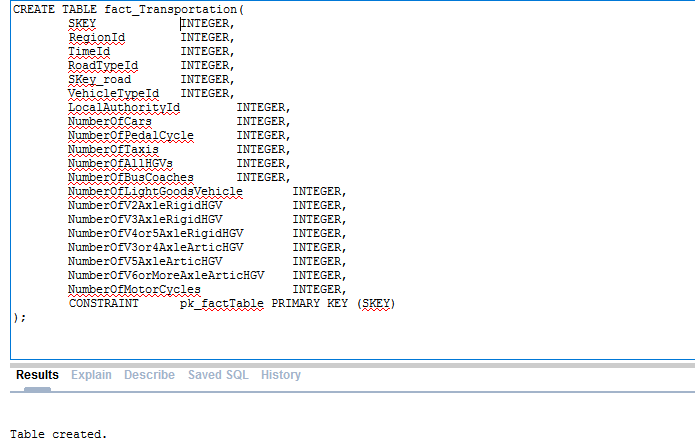 CREATE TABLE fact_Transportation(
SKEY INTEGER,
RegionId INTEGER,
TimeId INTEGER,
RoadTypeId INTEGER,
SKey_road INTEGER,
VehicleTypeId INTEGER,
LocalAuthorityId INTEGER,
NumberOfCars INTEGER,
NumberOfPedalCycle INTEGER,
NumberOfTaxis INTEGER,
NumberOfAllHGVs INTEGER,
NumberOfBusCoaches INTEGER,
NumberOfLightGoodsVehicle INTEGER,
NumberOfV2AxleRigidHGV INTEGER,
NumberOfV3AxleRigidHGV INTEGER,
NumberOfV4or5AxleRigidHGV INTEGER,
NumberOfV3or4AxleArticHGV INTEGER,
NumberOfV5AxleArticHGV INTEGER,
NumberOfV6orMoreAxleArticHGV INTEGER,
NumberOfMotorCycles INTEGER,
CONSTRAINT pk_factTable PRIMARY KEY (SKEY)
);
Results Explain Describe Saved SQL History
Table created.